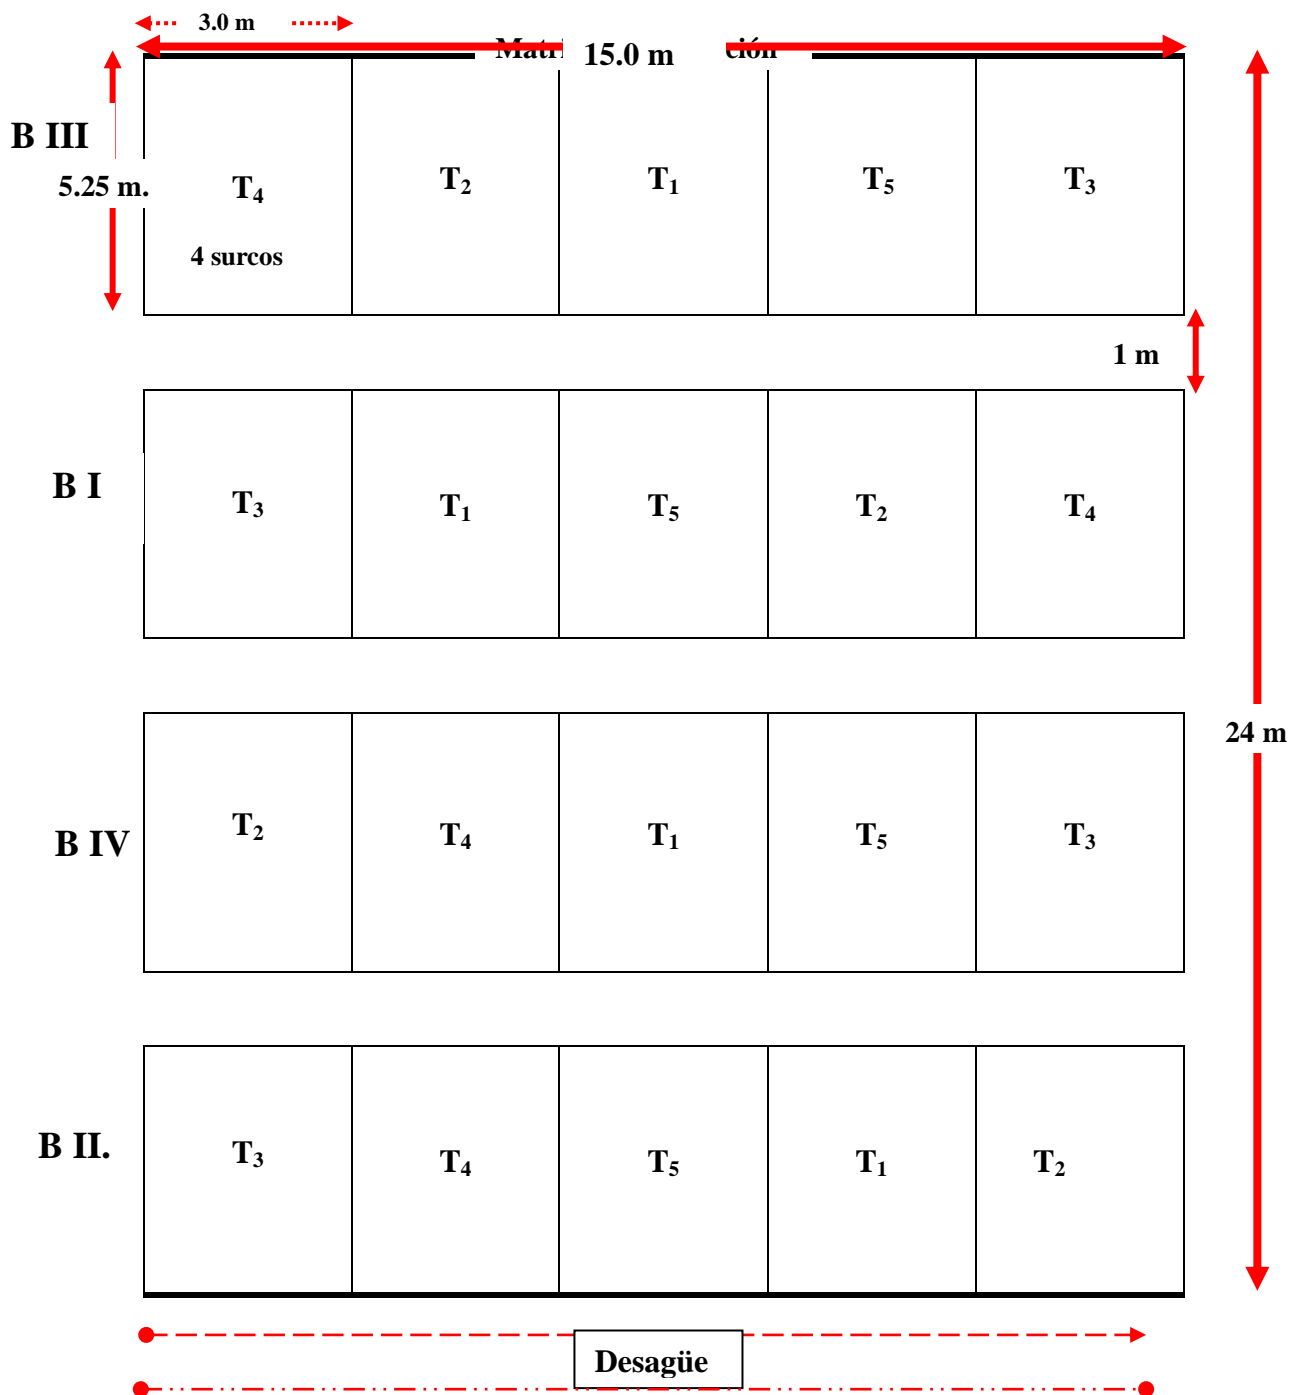 3.0 m
15.0 m
B III
5.25 m.
T4 T2 T1 T5 T3
4 surcos
1 m
B I
T3 T1 T5 T2 T4
24 m
B IV
T2 T4 T1 T5 T3
B II.
T3 T4 T5 T1 T2
Desagüe